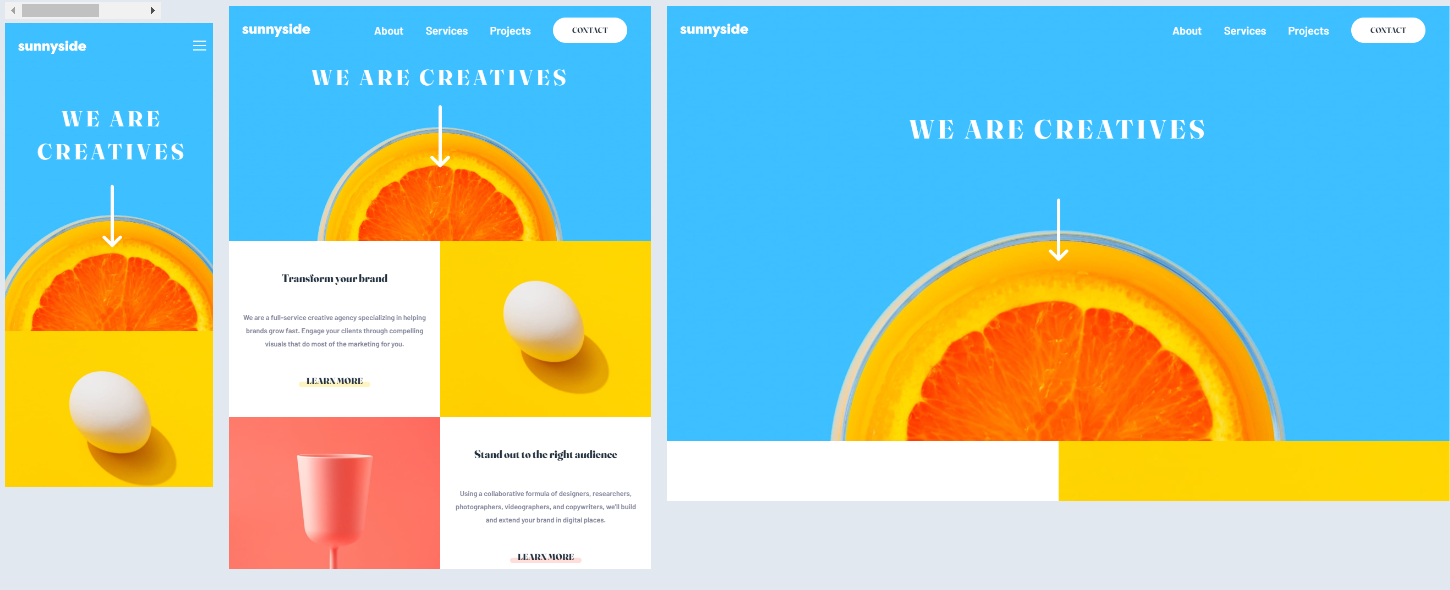 sunnyside
WE ARE
CREATIVES
sunnyside
About Services Projects CONTACT
WE ARE CREATIVES
Transform your brand
We are a full-service creative agency specializing in helping
brands grow fast. Engage your clients through compelling
visuals that do most of the marketing for you.
LEARN MORE
Stand out to the right audience
Using a collaborative formula of designers, researchers,
photographers, videographers, and copywriters, we'll build
and extend your brand in digital places.
LEARN MORE
sunnyside
About Services Projects CONTACT
WE ARE CREATIVES